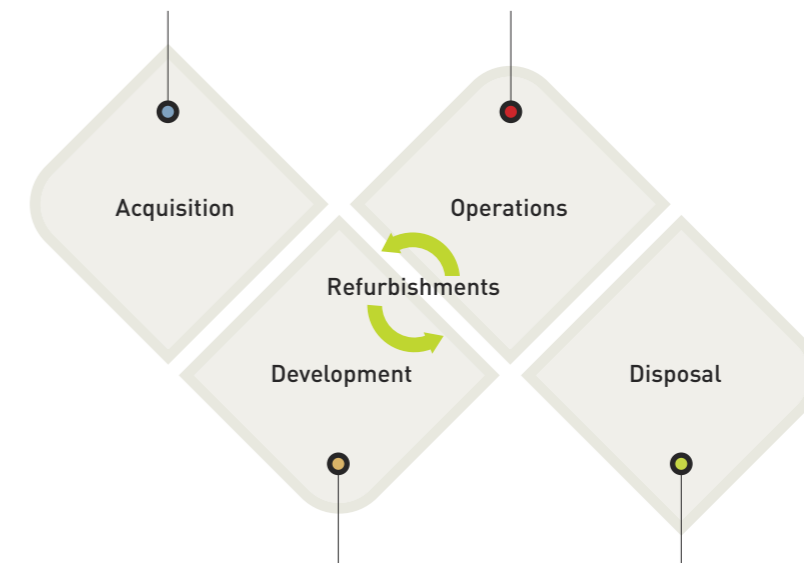 Acquisition
Operations
Refurbishments
Development
Disposal